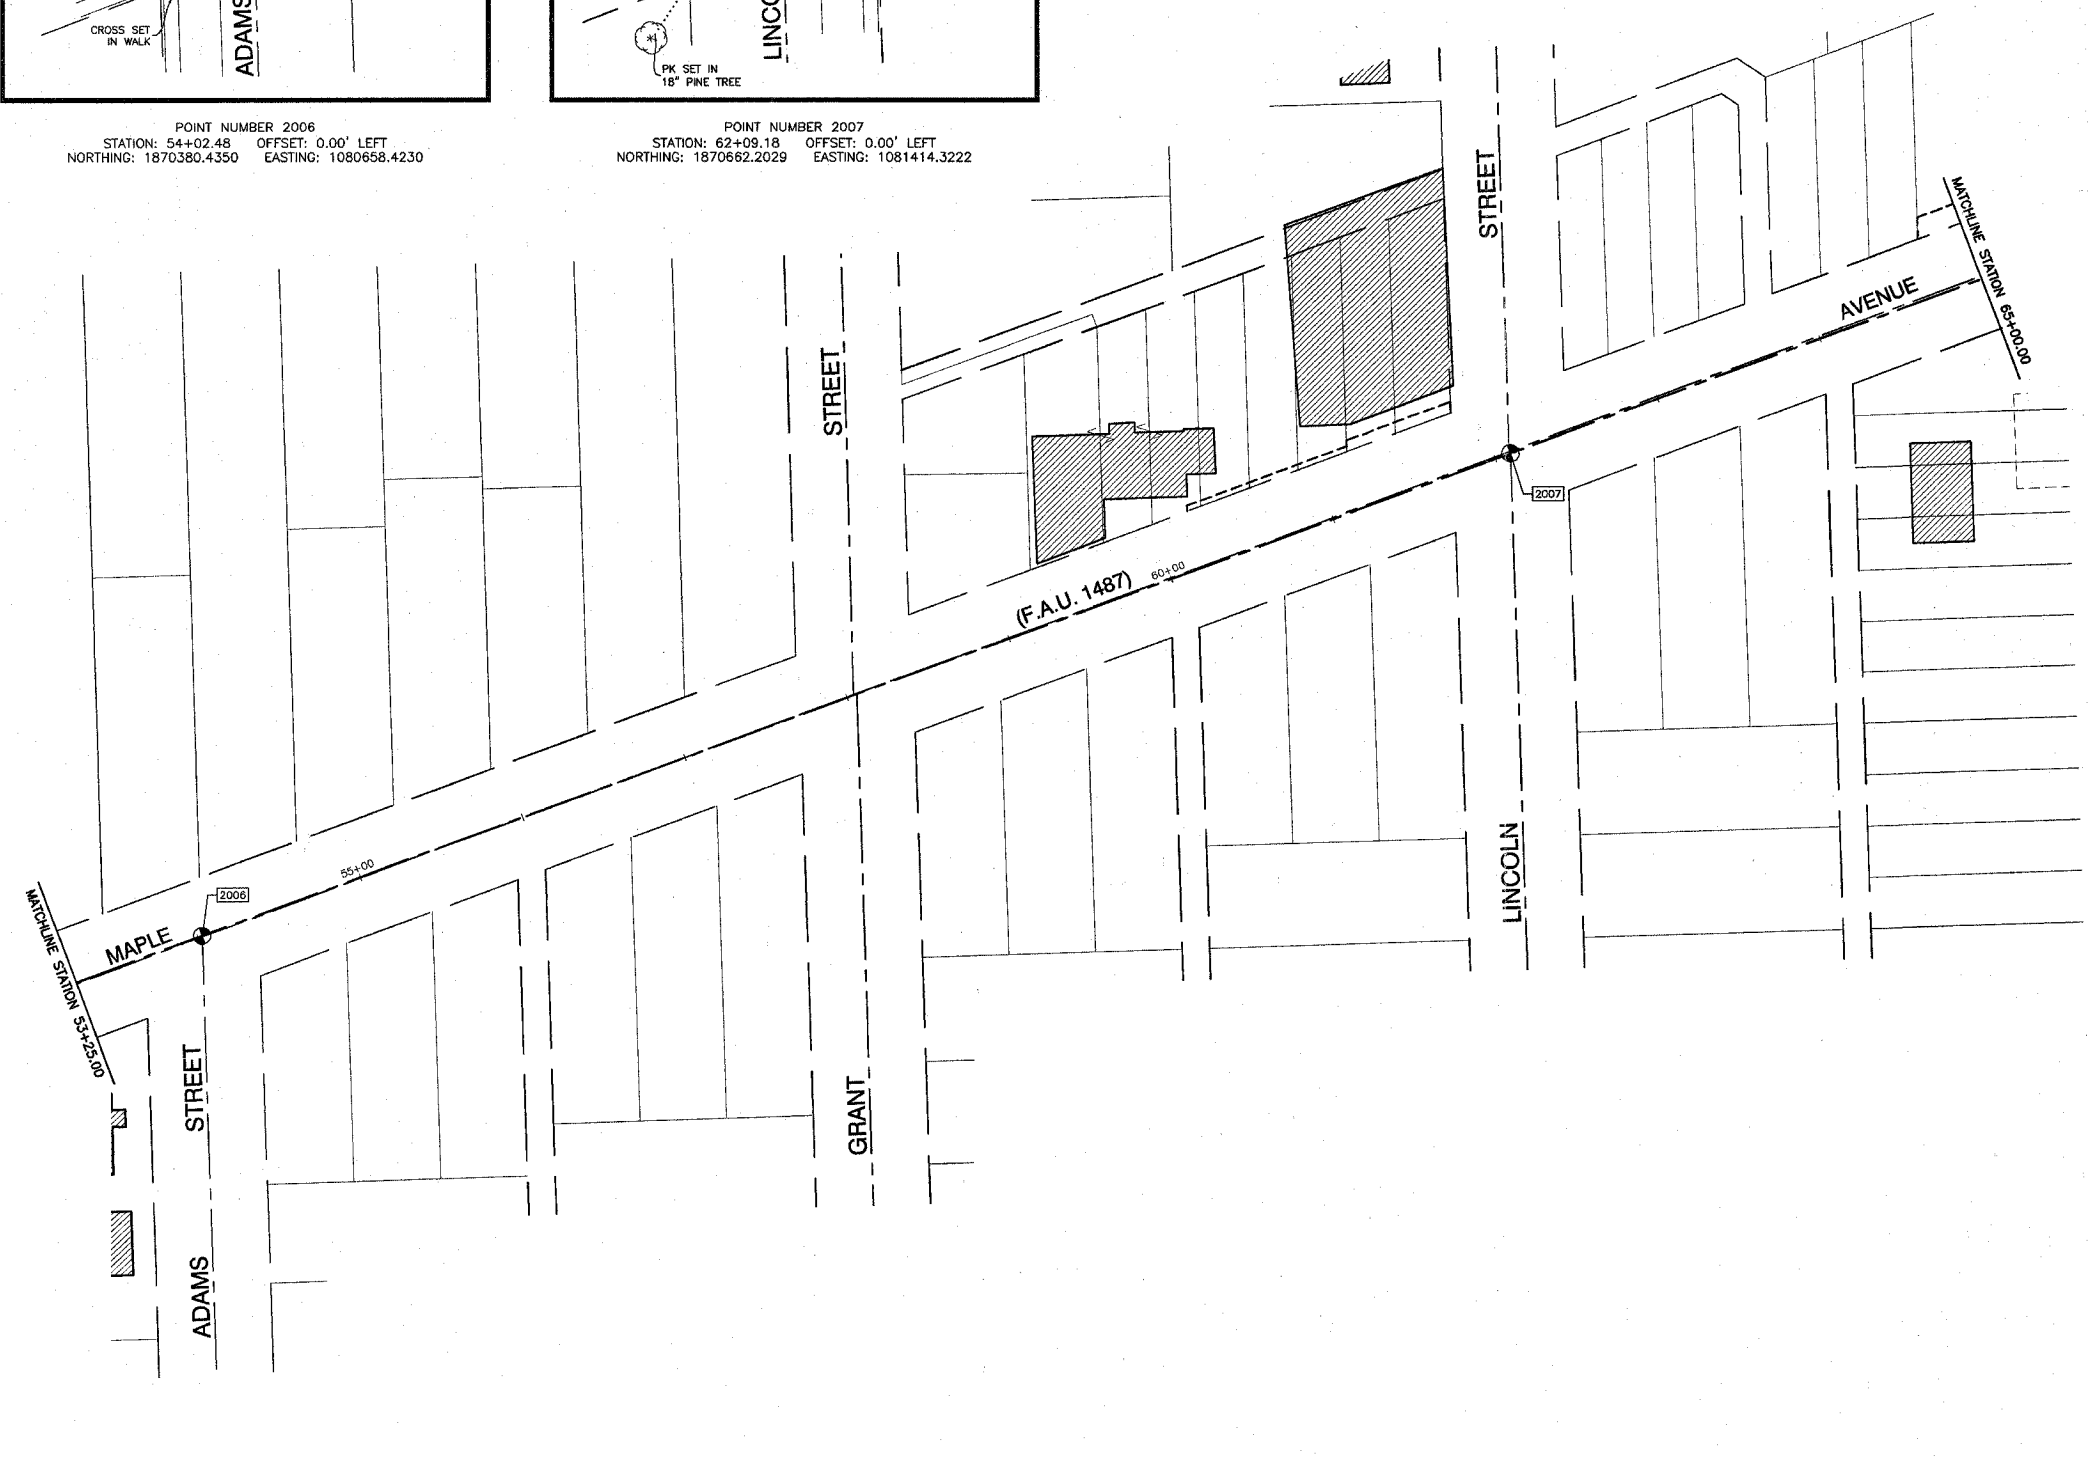 CROSS SET
IN WALK
ADAMS
PK SET IN
18" PINE TREE
POINT NUMBER 2006
STATION: 54+02.48 OFFSET: 0.00' LEFT
NORTHING: 1870380.4350 EASTING: 1080658.4230
POINT NUMBER 2007
STATION: 62+09.18 OFFSET: 0.00' LEFT
NORTHING: 1870662.2029 EASTING: 1081414.3222
STREET
MATCHLINE STATION 65+00.00
AVENUE
STREET
2007
(F.A.U. 1487)
60+00
55+00
2006
MAPLE
MATCHLINE STATION 53+25.00
LINCOLN
STREET
GRANT
ADAMS